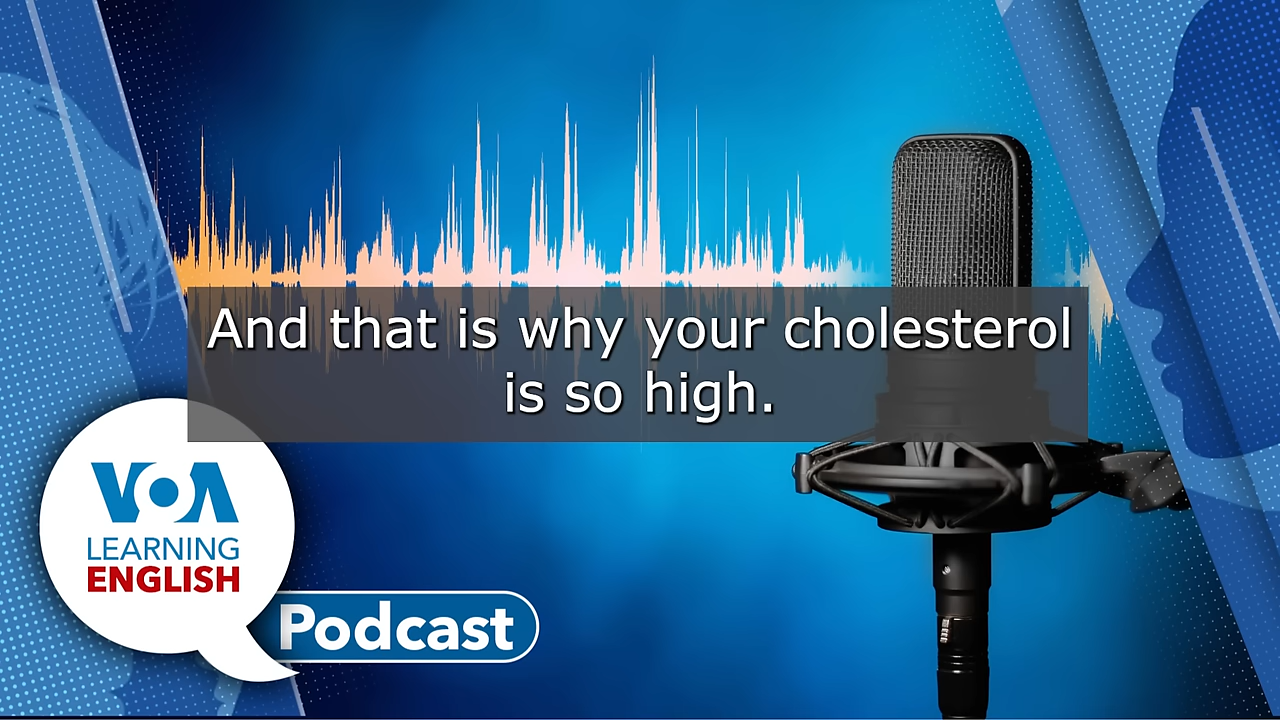 And that is why your cholesterol
is so high.
VOA
LEARNING
ENGLISH
Podcast